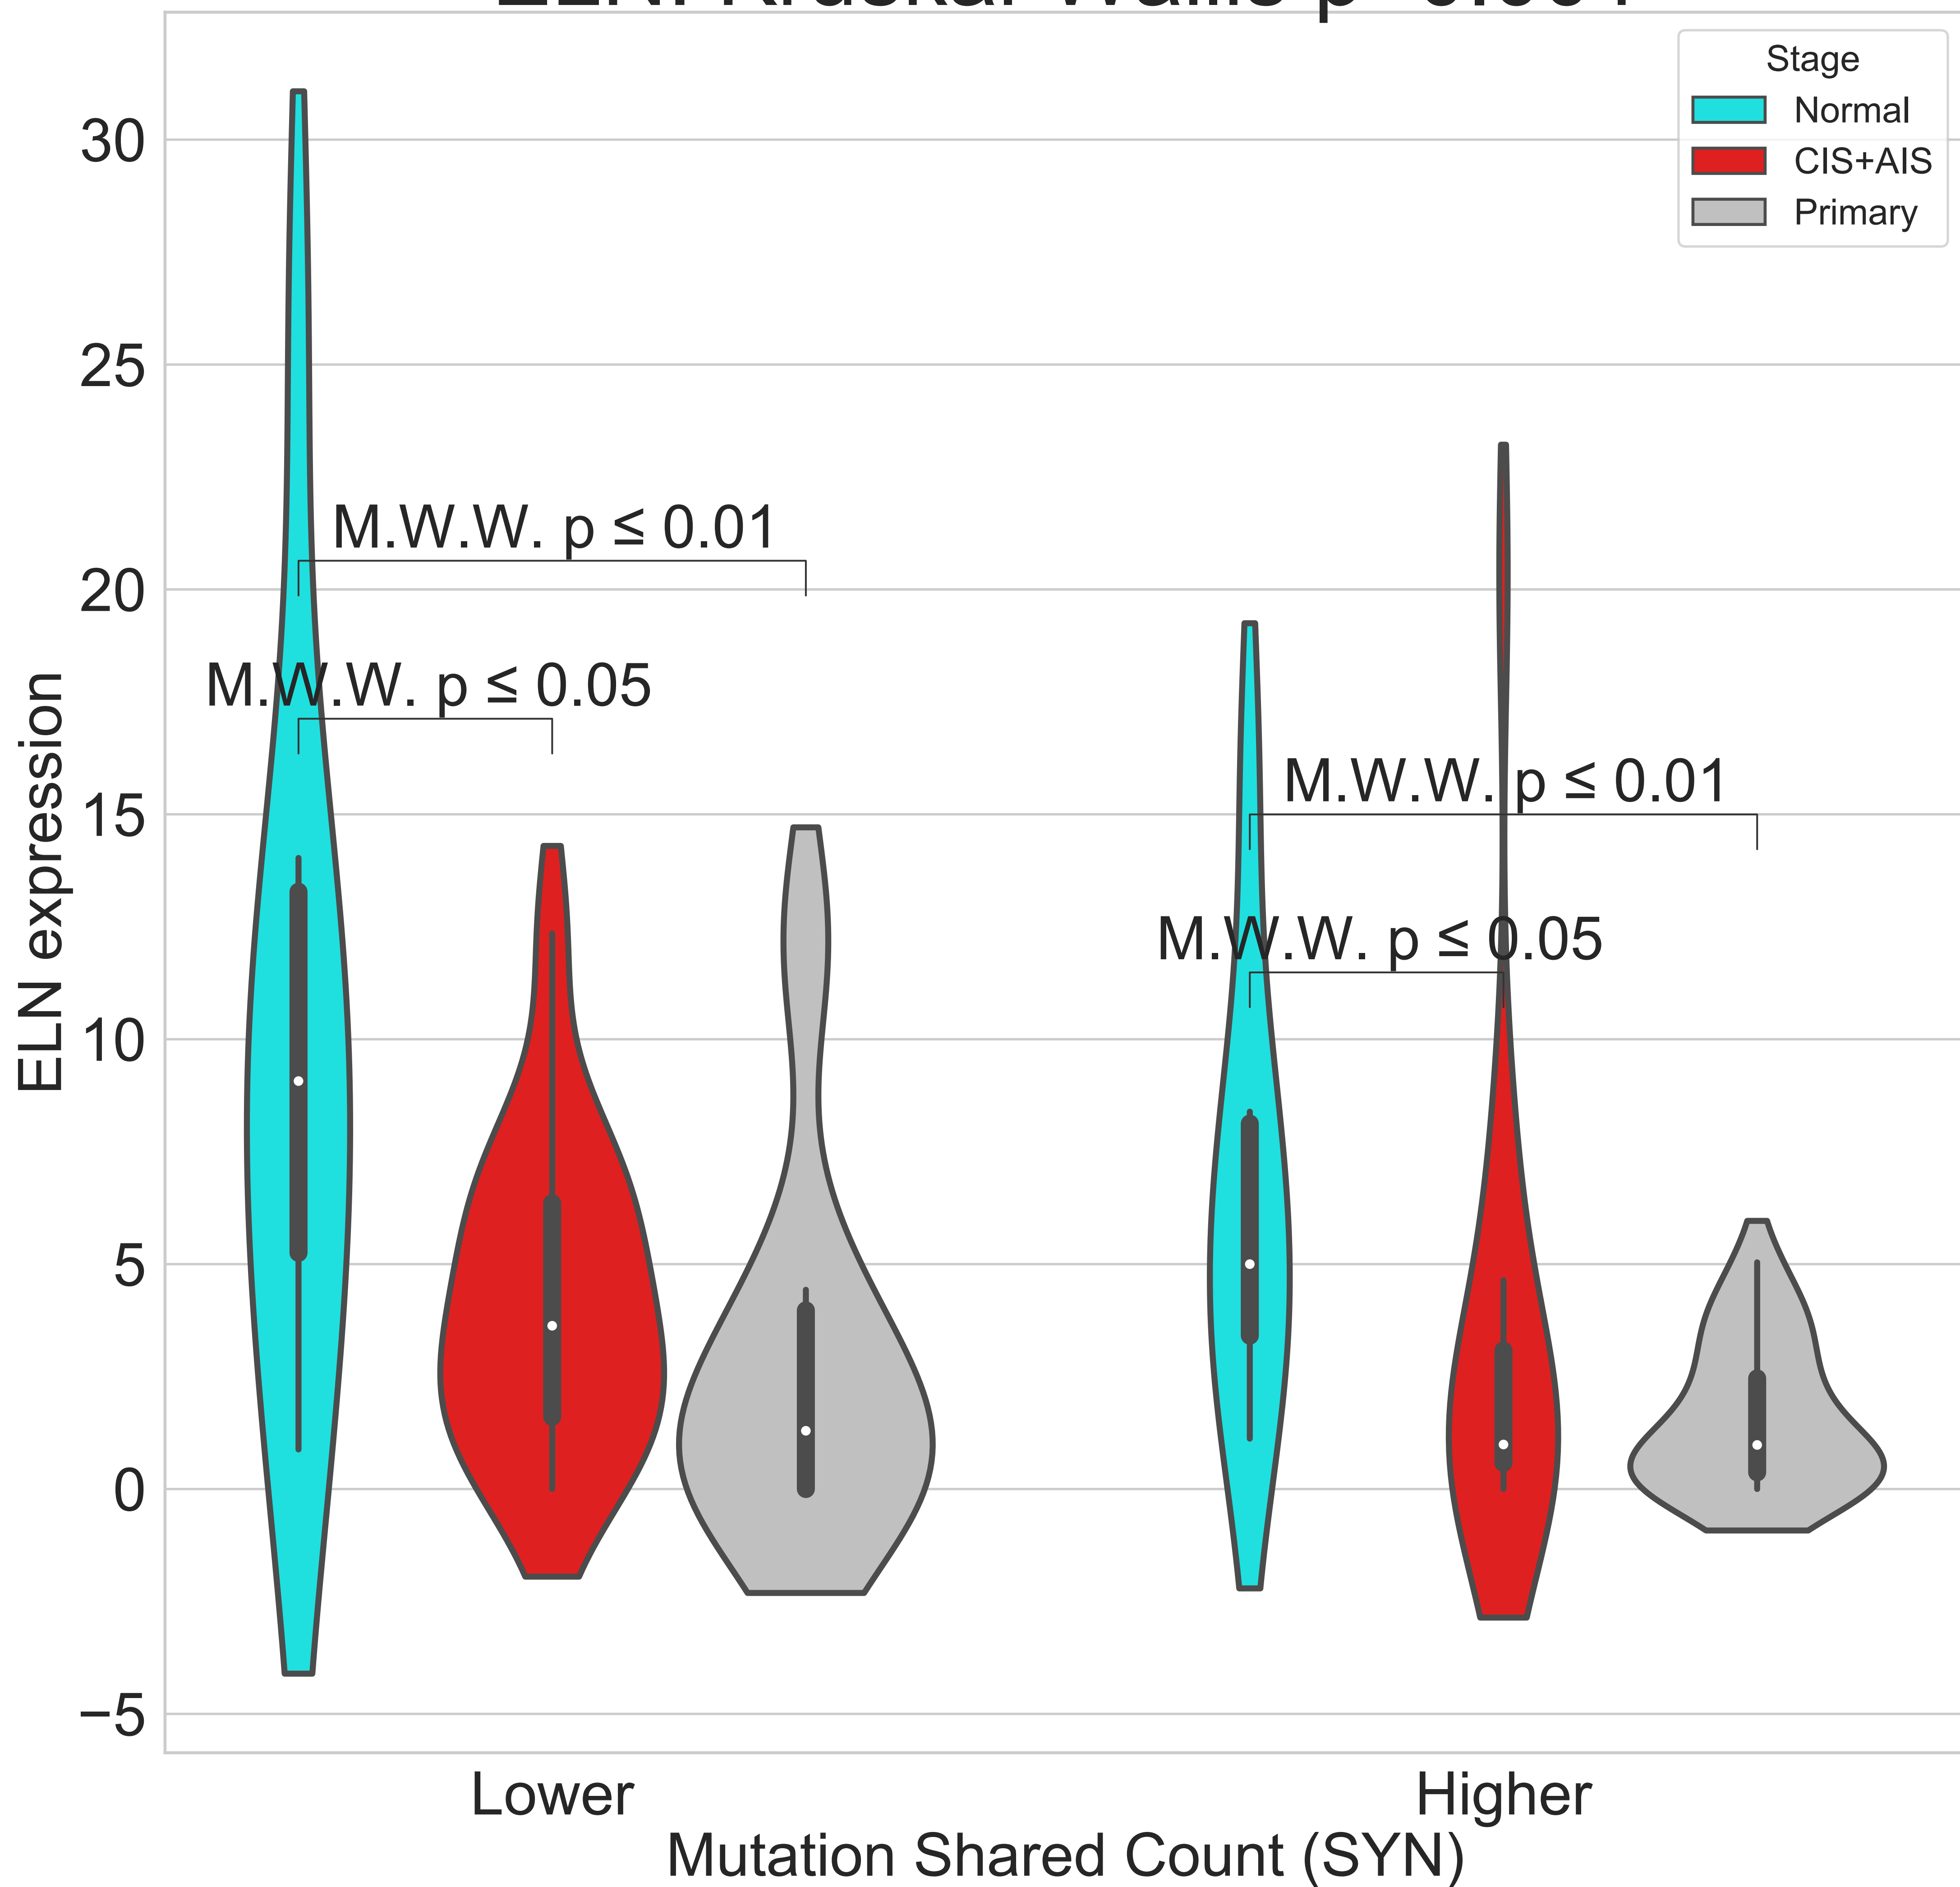 Stage
Normal
CIS+AIS
Primary
30
25
20
15
10
5
0
−5
ELN expression
M.W.W. p ≤ 0.01
M.W.W. p ≤ 0.05
M.W.W. p ≤ 0.01
M.W.W. p ≤ 0.05
Lower
Higher
Mutation Shared Count (SYN)